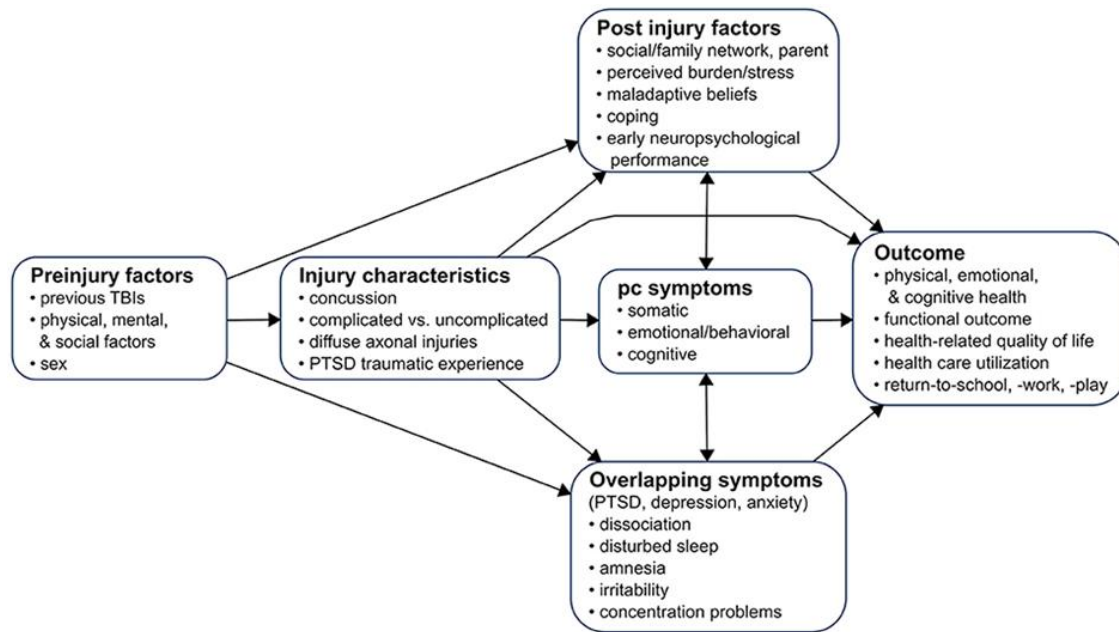 Post injury factors
• social/family network, parent
• perceived burden/stress
• maladaptive beliefs
• coping
• early neuropsychological
performance
Preinjury factors
• previous TBIs
• physical, mental,
& social factors
• sex
Injury characteristics
• concussion
• complicated vs. uncomplicated
• diffuse axonal injuries
• PTSD traumatic experience
pc symptoms
• somatic
• emotional/behavioral
• cognitive
Outcome
• physical, emotional,
& cognitive health
• functional outcome
• health-related quality of life
• health care utilization
• return-to-school, -work, -play
Overlapping symptoms
(PTSD, depression, anxiety)
• dissociation
• disturbed sleep
• amnesia
• irritability
• concentration problems